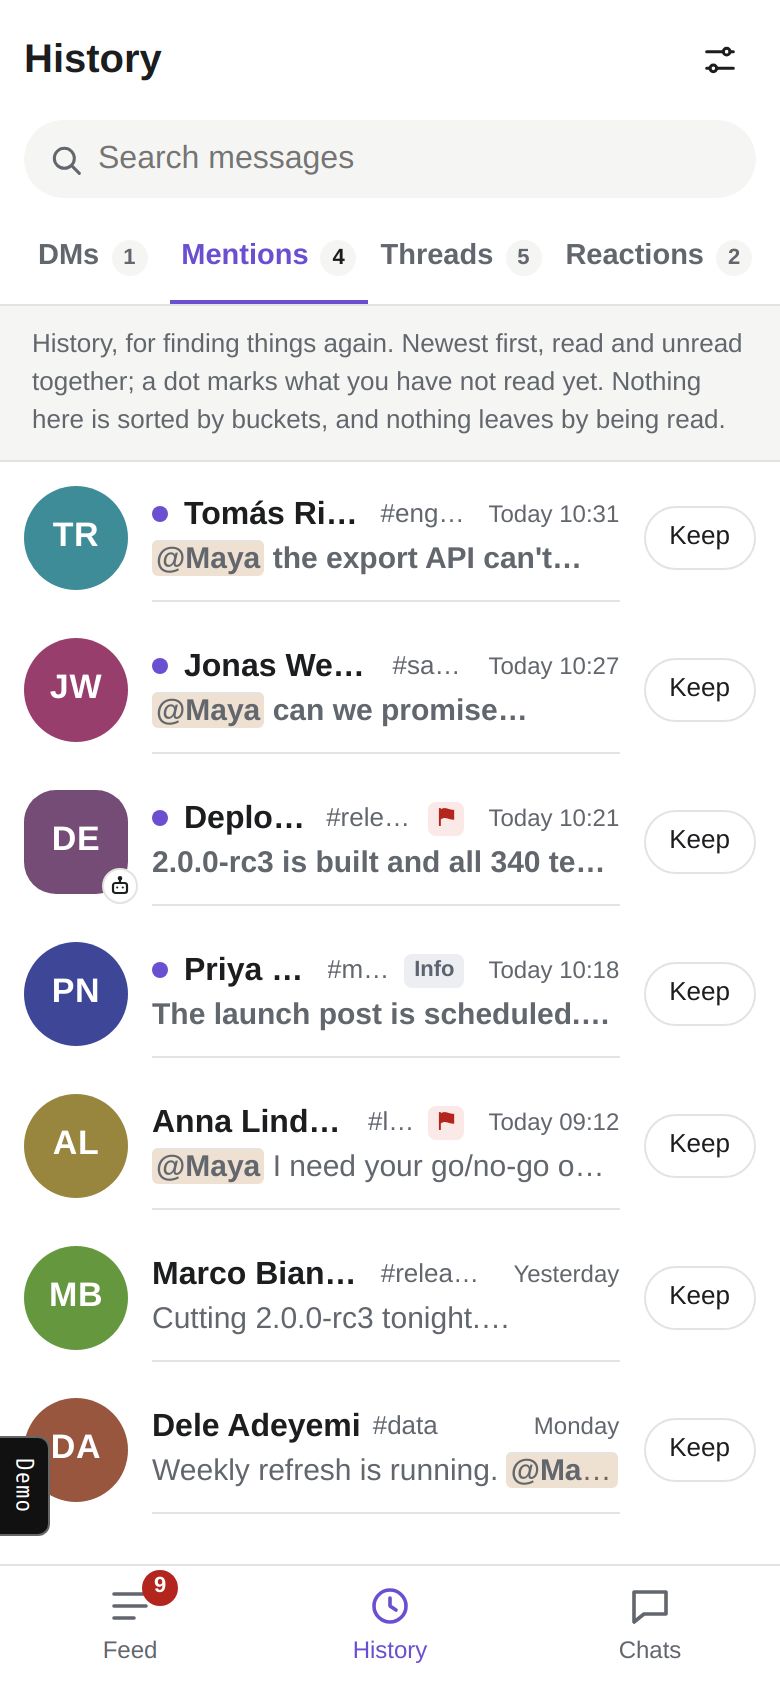 History
Search messages
DMs 1 Mentions 4 Threads 5 Reactions 2
History, for finding things again. Newest first, read and unread
together; a dot marks what you have not read yet. Nothing
here is sorted by buckets, and nothing leaves by being read.
TR Tomás Ri… #eng… Today 10:31 Keep
@Maya the export API can't…
JW Jonas We… #sa… Today 10:27 Keep
@Maya can we promise…
DE Deplo… #rele… Today 10:21 Keep
2.0.0-rc3 is built and all 340 te…
PN Priya … #m… Info Today 10:18 Keep
The launch post is scheduled.…
AL Anna Lind… #l… Today 09:12 Keep
@Maya I need your go/no-go o…
MB Marco Bian… #relea… Yesterday Keep
Cutting 2.0.0-rc3 tonight.…
DA Dele Adeyemi #data Monday Keep
Weekly refresh is running. @Ma…
Demo
9
Feed History Chats